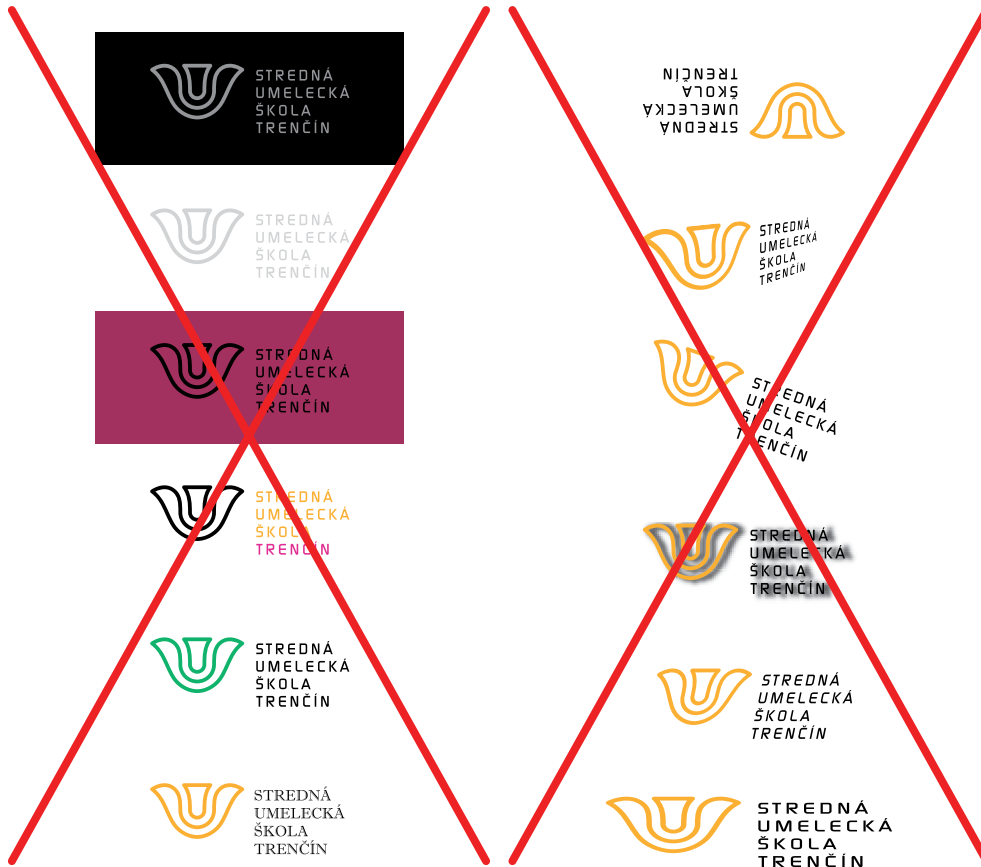 STREDNÁ
UMELECKÁ
ŠKOLA
TRENČÍN
STREDNÁ
UMELECKÁ
ŠKOLA
TRENČÍN
STREDNÁ
UMELECKÁ
ŠKOLA
TRENČÍN
STREDNÁ
UMELECKÁ
ŠKOLA
TRENČÍN
STREDNÁ
UMELECKÁ
ŠKOLA
TRENČÍN
STREDNÁ
UMELECKÁ
ŠKOLA
TRENČÍN
STREDNÁ
UMELECKÁ
ŠKOLA
TRENČÍN
STREDNÁ
UMELECKÁ
ŠKOLA
TRENČÍN
STREDNÁ
UMELECKÁ
ŠKOLA
TRENČÍN
STREDNÁ
UMELECKÁ
ŠKOLA
TRENČÍN
STREDNÁ
UMELECKÁ
ŠKOLA
TRENČÍN
STREDNÁ
UMELECKÁ
ŠKOLA
TRENČÍN